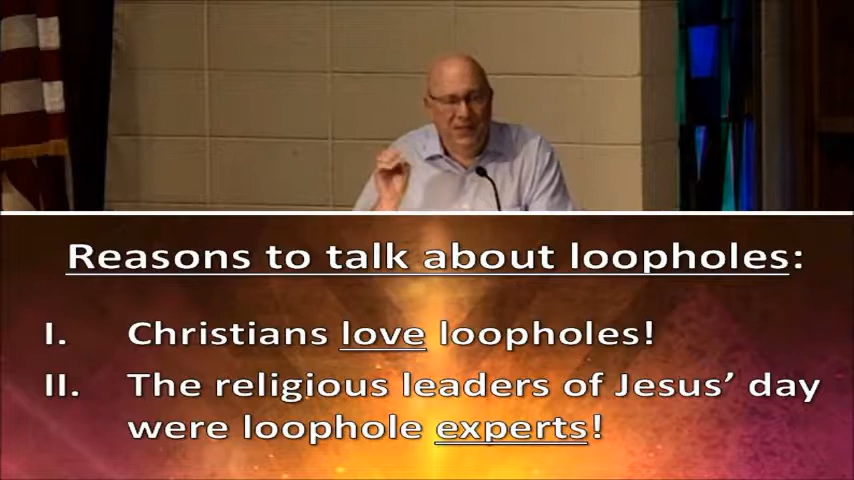 Reasons to talk about loopholes:
I. Christians love loopholes!
II. The religious leaders of Jesus’ day
were loophole experts!